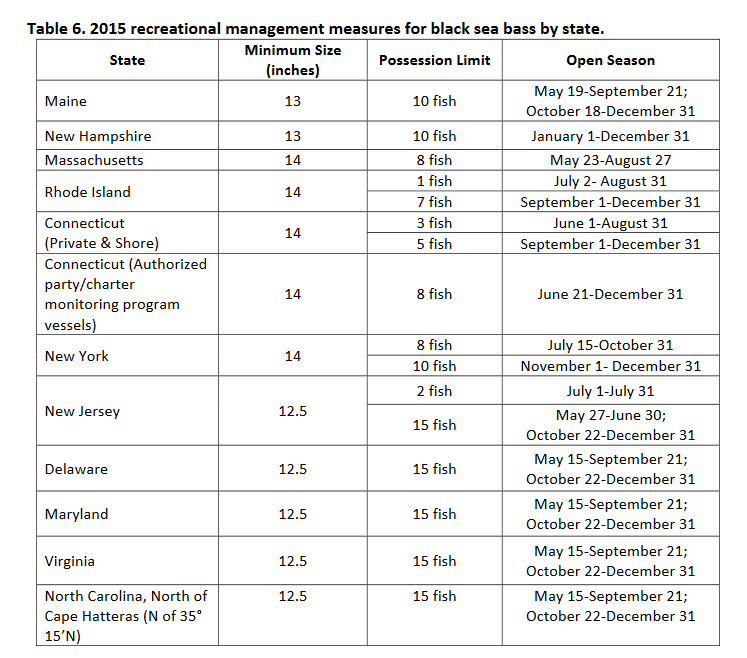 Table 6. 2015 recreational management measures for black sea bass by state.
State
Minimum Size
(inches)
Possession Limit
Open Season
Maine
13
10 fish
May 19-September 21;
October 18-December 31
New Hampshire
13
10 fish
January 1-December 31
Massachusetts
14
8 fish
May 23-August 27
Rhode Island
14
1 fish
July 2- August 31
7 fish
September 1-December 31
Connecticut
(Private & Shore)
14
3 fish
June 1-August 31
5 fish
September 1-December 31
Connecticut (Authorized
party/charter
monitoring program
vessels)
14
8 fish
June 21-December 31
New York
14
8 fish
July 15-October 31
10 fish
November 1- December 31
New Jersey
12.5
2 fish
July 1-July 31
15 fish
May 27-June 30;
October 22-December 31
Delaware
12.5
15 fish
May 15-September 21;
October 22-December 31
Maryland
12.5
15 fish
May 15-September 21;
October 22-December 31
Virginia
12.5
15 fish
May 15-September 21;
October 22-December 31
North Carolina, North of
Cape Hatteras (N of 35°
15’N)
12.5
15 fish
May 15-September 21;
October 22-December 31